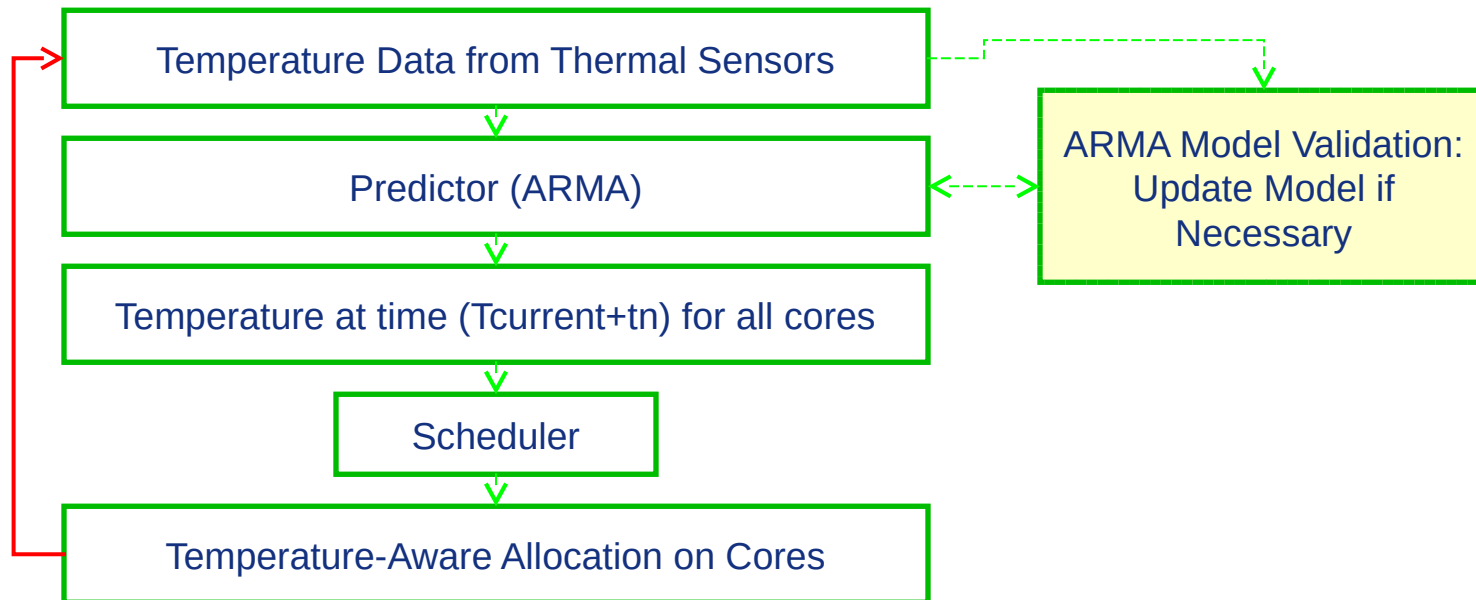 Temperature Data from Thermal Sensors
Predictor (ARMA)
ARMA Model Validation:
Update Model if
Necessary
Temperature at time (Tcurrent+tn) for all cores
Scheduler
Temperature-Aware Allocation on Cores